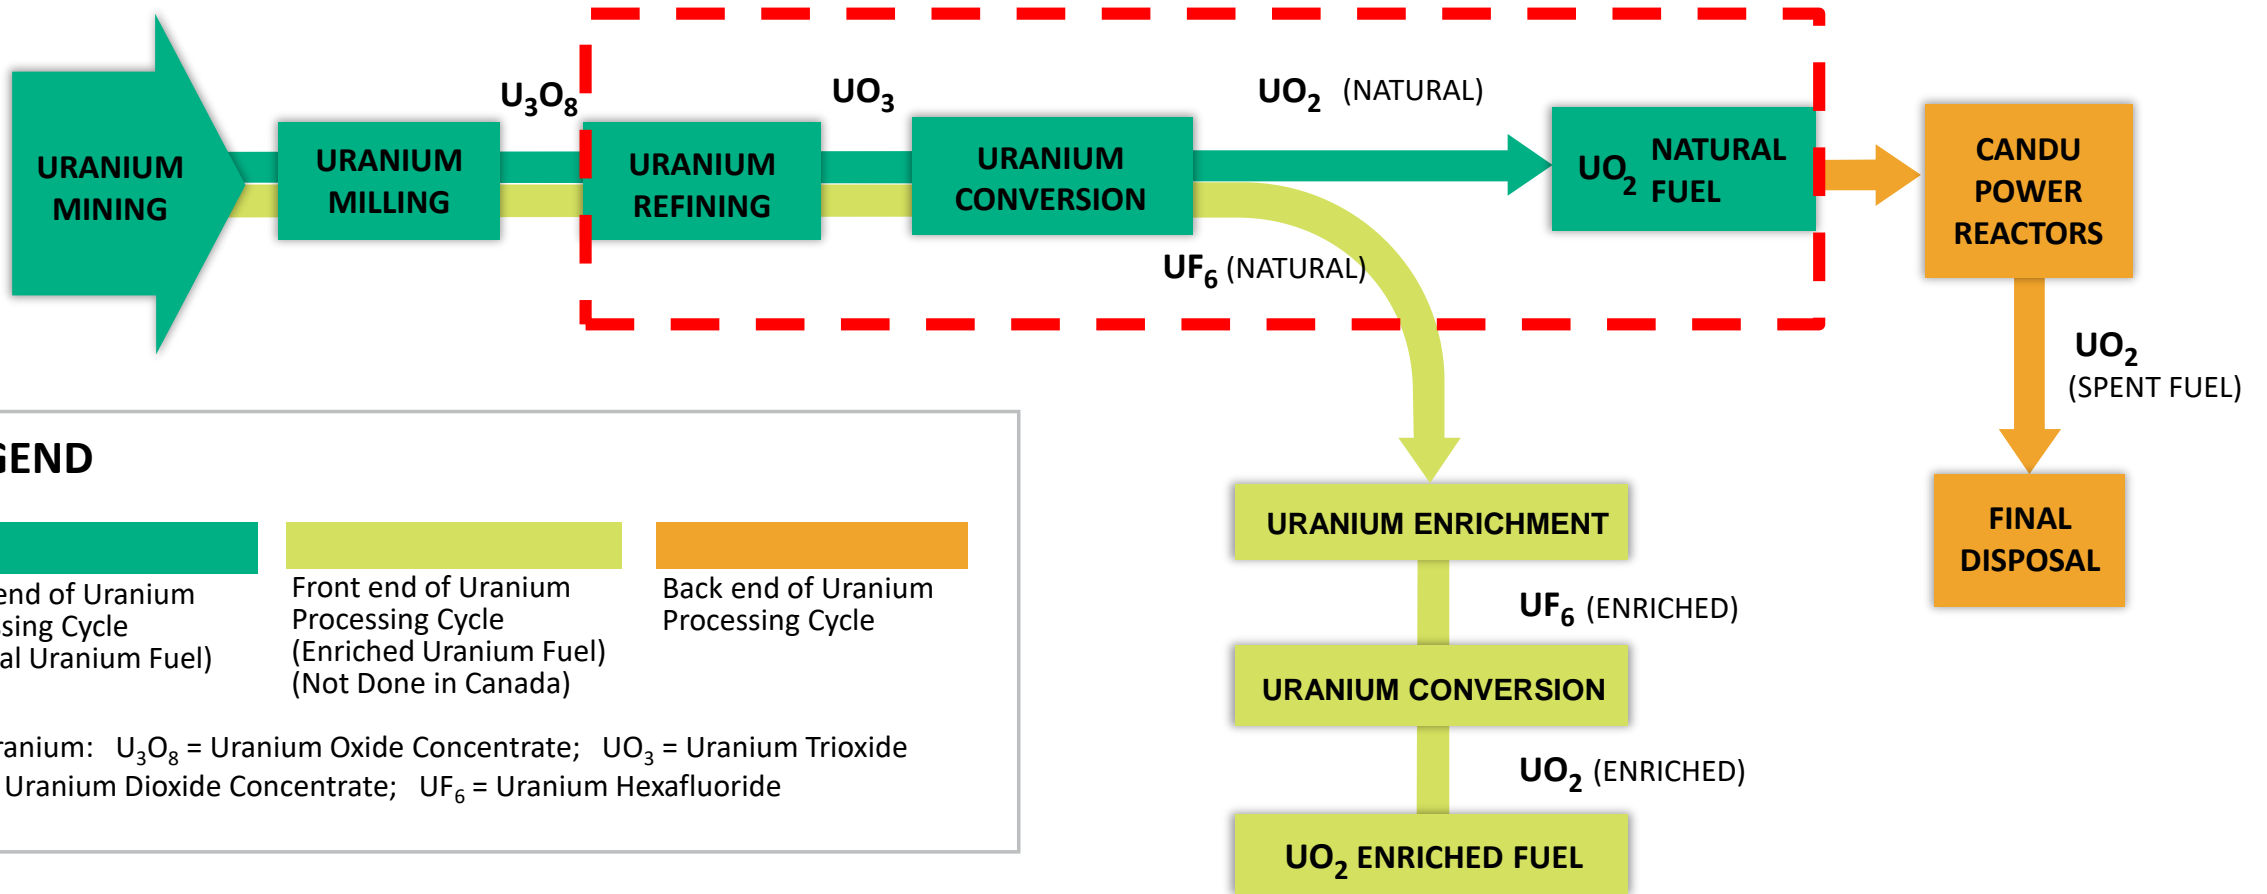 U₃O₈
UO₃
UO₂ (NATURAL)
URANIUM
MINING
URANIUM
MILLING
URANIUM
REFINING
URANIUM
CONVERSION
UO₂ NATURAL
FUEL
CANDU
POWER
REACTORS
UF₆ (NATURAL)
UO₂
(SPENT FUEL)
URANIUM ENRICHMENT
FINAL
DISPOSAL
UF₆ (ENRICHED)
URANIUM CONVERSION
UO₂ (ENRICHED)
UO₂ ENRICHED FUEL
GEND
end of Uranium
ssing Cycle
al Uranium Fuel)
Front end of Uranium
Processing Cycle
(Enriched Uranium Fuel)
(Not Done in Canada)
Back end of Uranium
Processing Cycle
ranium: U₃O₈ = Uranium Oxide Concentrate; UO₃ = Uranium Trioxide
Uranium Dioxide Concentrate; UF₆ = Uranium Hexafluoride